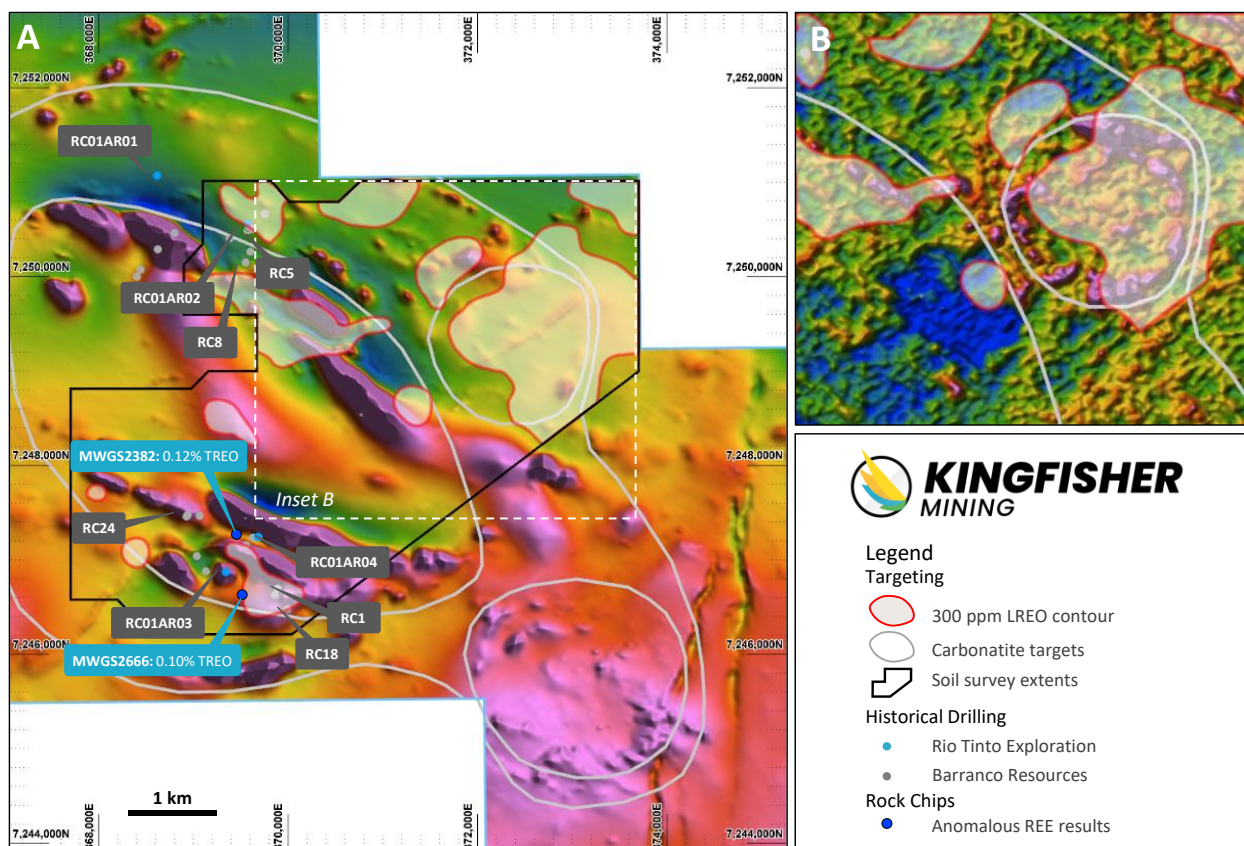 A
368,000E
370,000E
372,000E
374,000E
7,252,000N
7,252,000N
RC01AR01
RC5
7,250,000N
7,250,000N
RC01AR02
RC8
MWGS2382: 0.12% TREO
7,248,000N
7,248,000N
Inset B
RC24
RC01AR04
RC01AR03
RC1
RC18
MWGS2666: 0.10% TREO
7,246,000N
7,246,000N
1 km
7,244,000N
7,244,000N
368,000E
370,000E
372,000E
374,000E
B
KINGFISHER
MINING
Legend
Targeting
300 ppm LREO contour
Carbonatite targets
Soil survey extents
Historical Drilling
Rio Tinto Exploration
Barranco Resources
Rock Chips
Anomalous REE results